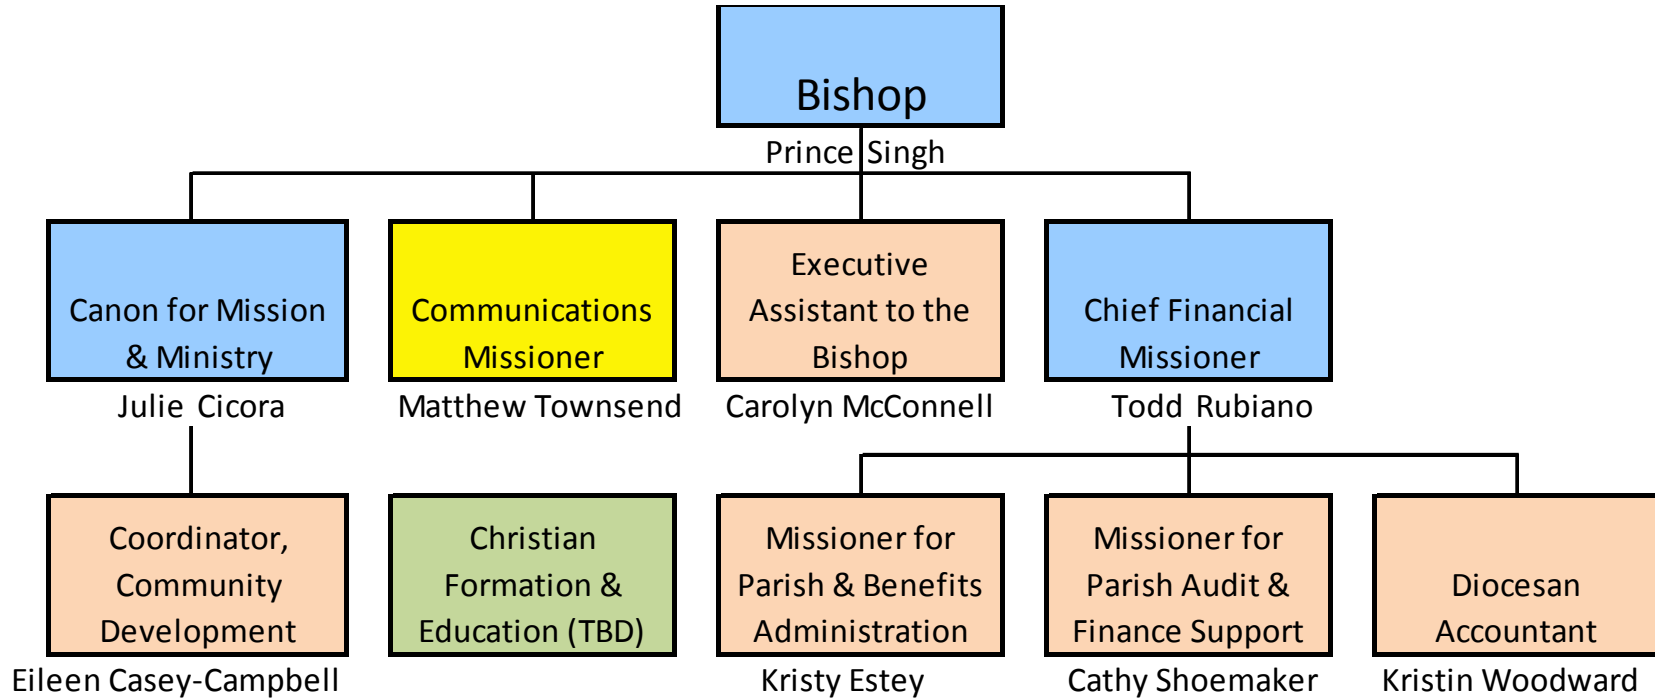 Bishop
Prince Singh
Canon for Mission
& Ministry
Julie Cicora
Communications
Missioner
Matthew Townsend
Executive
Assistant to the
Bishop
Carolyn McConnell
Chief Financial
Missioner
Todd Rubiano
Coordinator,
Community
Development
Eileen Casey-Campbell
Christian
Formation &
Education (TBD)
Missioner for
Parish & Benefits
Administration
Kristy Estey
Missioner for
Parish Audit &
Finance Support
Cathy Shoemaker
Diocesan
Accountant
Kristin Woodward